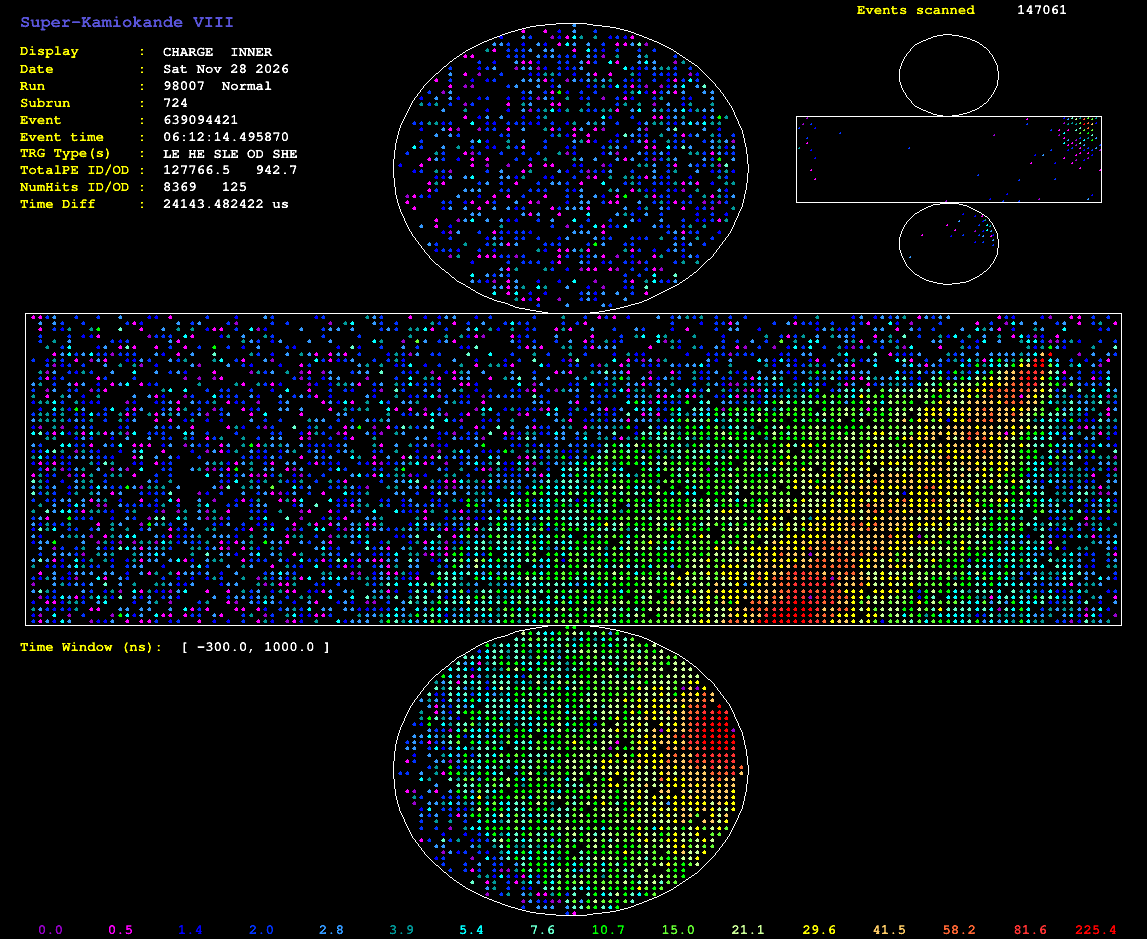 Super-Kamiokande VIII
Events scanned 147061
Display : CHARGE INNER
Date : Sat Nov 28 2026
Run : 98007 Normal
Subrun : 724
Event : 639094421
Event time : 06:12:14.495870
TRG Type(s) : LE HE SLE OD SHE
TotalPE ID/OD : 127766.5 942.7
NumHits ID/OD : 8369 125
Time Diff : 24143.482422 us
Time Window (ns): [ -300.0, 1000.0 ]
0.0 0.5 1.4 2.0 2.8 3.9 5.4 7.6 10.7 15.0 21.1 29.6 41.5 58.2 81.6 225.4